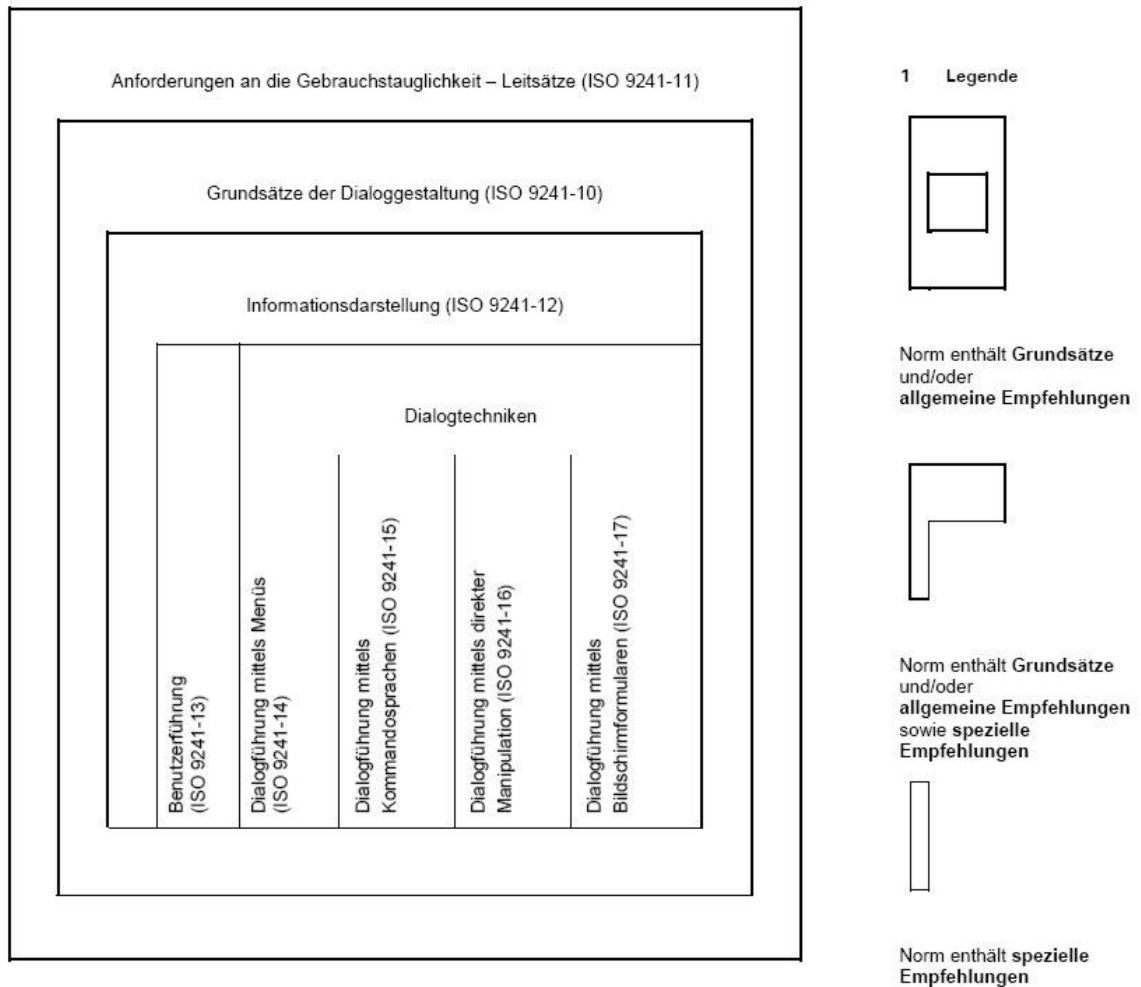 Anforderungen an die Gebrauchstauglichkeit – Leitsätze (ISO 9241-11)
Grundsätze der Dialoggestaltung (ISO 9241-10)
Informationsdarstellung (ISO 9241-12)
Dialogtechniken
Benutzerführung
(ISO 9241-13)
Dialogführung mittels Menüs
(ISO 9241-14)
Dialogführung mittels
Kommandosprachen (ISO 9241-15)
Dialogführung mittels direkter
Manipulation (ISO 9241-16)
Dialogführung mittels
Bildschirmformularen (ISO 9241-17)
1 Legende
Norm enthält Grundsätze
und/oder
allgemeine Empfehlungen
Norm enthält Grundsätze
und/oder
allgemeine Empfehlungen
sowie spezielle
Empfehlungen
Norm enthält spezielle
Empfehlungen